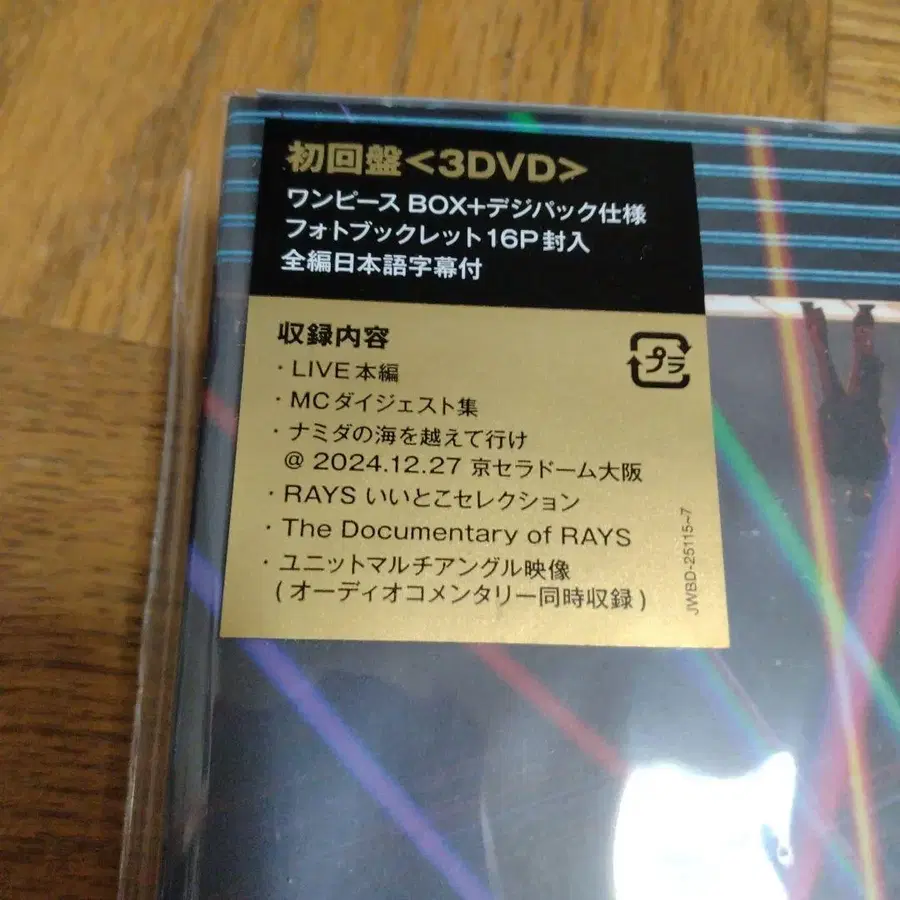 初回盤<3DVD>
ワンピースBOX+デジパック仕様
フォトブックレット16P封入
全編日本語字幕付
収録内容
プラ
・LIVE本編
・MCダイジェスト集
・ナミダの海を越えて行け
@ 2024.12.27 京セラドーム大阪
・RAYS いいとこセレクション
・The Documentary of RAYS
・ユニットマルチアングル映像
(オーディオコメンタリー同時収録)
JWBD-25115~7